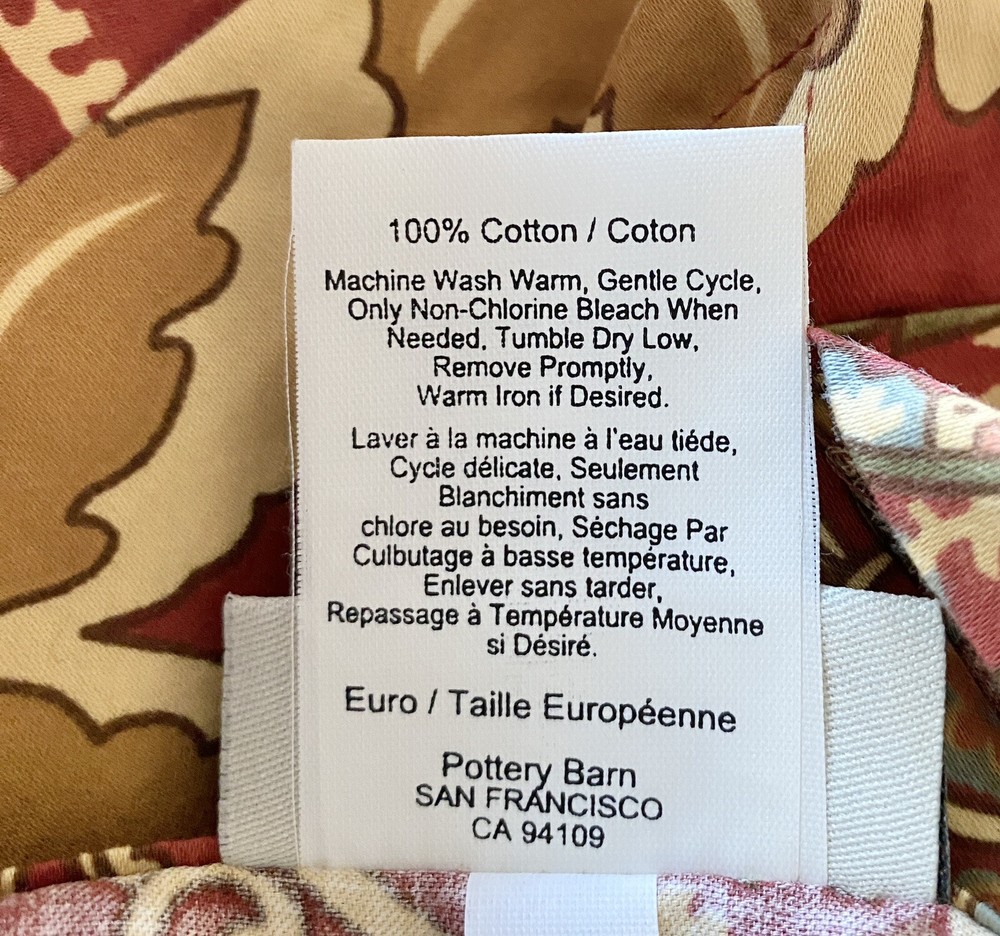 100% Cotton / Coton
Machine Wash Warm, Gentle Cycle,
Only Non-Chlorine Bleach When
Needed, Tumble Dry Low,
Remove Promptly,
Warm Iron if Desired.
Laver à la machine à l'eau tiéde,
Cycle délicate, Seulement
Blanchiment sans
chlore au besoin, Séchage Par
Culbutage à basse température,
Enlever sans tarder,
Repassage à Température Moyenne
si Désiré.
Euro / Taille Européenne
Pottery Barn
SAN FRANCISCO
CA 94109